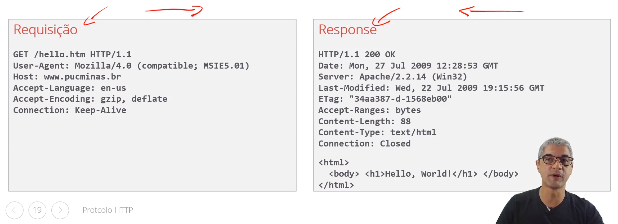 Requisição
GET /hello.htm HTTP/1.1
User-Agent: Mozilla/4.0 (compatible; MSIE5.01)
Host: www.pucminas.br
Accept-Language: en-us
Accept-Encoding: gzip, deflate
Connection: Keep-Alive
Response
HTTP/1.1 200 OK
Date: Mon, 27 Jul 2009 12:28:53 GMT
Server: Apache/2.2.14 (Win32)
Last-Modified: Wed, 22 Jul 2009 19:15:56 GMT
ETag: "34aa387-d-1568eb00"
Accept-Ranges: bytes
Content-Length: 88
Content-Type: text/html
Connection: Closed
<html>
<body> <h1>Hello, World!</h1> </body>
</html>
19
Protcolo HTTP